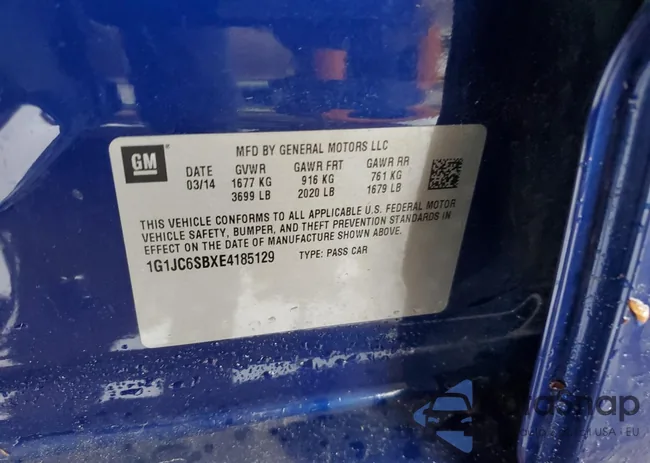 GM
MFD BY GENERAL MOTORS LLC
DATE GVWR GAWR FRT GAWR RR
03/14 1677 KG 916 KG 761 KG
3699 LB 2020 LB 1679 LB
THIS VEHICLE CONFORMS TO ALL APPLICABLE U.S. FEDERAL MOTOR
VEHICLE SAFETY, BUMPER, AND THEFT PREVENTION STANDARDS IN
EFFECT ON THE DATE OF MANUFACTURE SHOWN ABOVE.
1G1JC6SBXE4185129 TYPE: PASS CAR
USA - EU